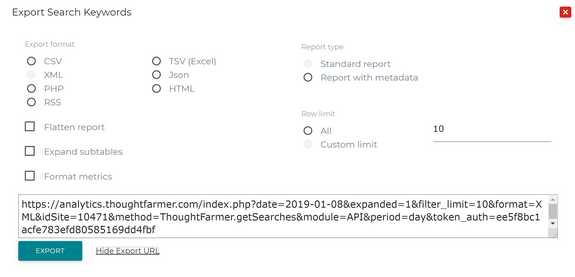 Export Search Keywords
Export format
CSV
XML
PHP
RSS
TSV (Excel)
Json
HTML
Flatten report
Expand subtables
Format metrics
Report type
Standard report
Report with metadata
Row limit
All
Custom limit
10
https://analytics.thoughtfarmer.com/index.php?date=2019-01-08&expanded=1&filter_limit=10&format=X
ML&idSite=10471&method=ThoughtFarmer.getSearches&module=API&period=day&token_auth=ee5f8bc1
acfe783efd80585169dd4fbf
EXPORT
Hide Export URL